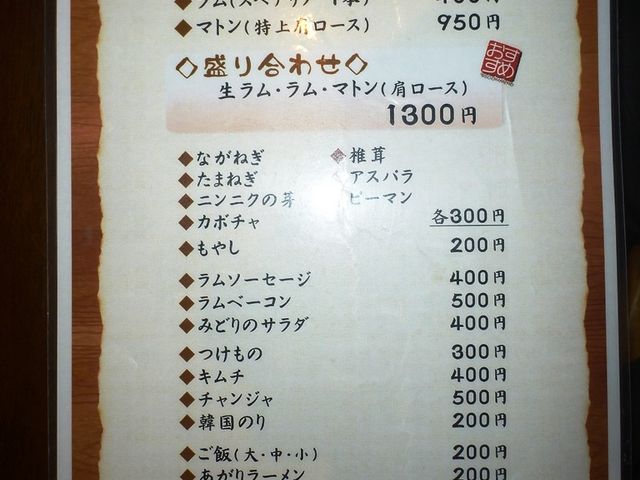 ◆マトン(特上肩ロース) 950円
◇盛り合わせ◇ おすすめ
生ラム・ラム・マトン(肩ロース)
1300円
◆ながねぎ ◆椎茸
◆たまねぎ アスパラ
◆ニンニクの芽 ピーマン
◆カボチャ 各300円
◆もやし 200円
◆ラムソーセージ 400円
◆ラムベーコン 500円
◆みどりのサラダ 400円
◆つけもの 300円
◆キムチ 400円
◆チャンジャ 500円
◆韓国のり 200円
◆ご飯(大・中・小) 200円
◆あがりラーメン 200円